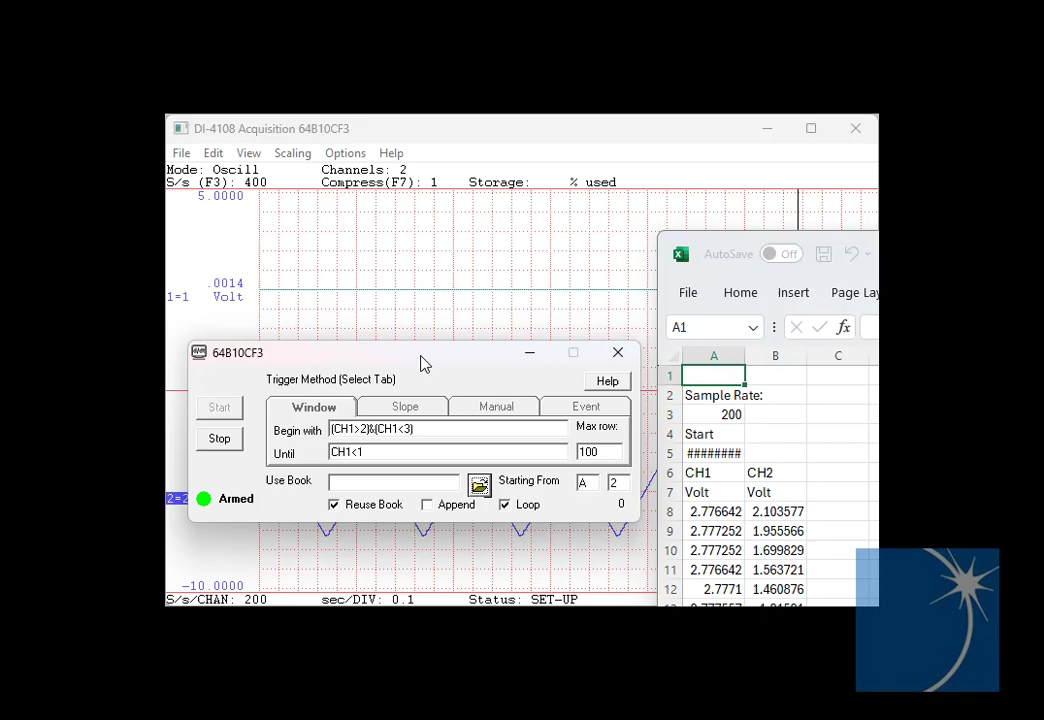 DI-4108 Acquisition 64B10CF3
File Edit View Scaling Options Help
Mode: Oscill Channels: 2
S/s (F3): 400 Compress(F7): 1 Storage: % used
5.0000
.0014
1=1 Volt
AutoSave Off
File Home Insert Page Lay
A1 fx
A B C
1
2 Sample Rate:
3 200
4 Start
5 ########
6 CH1 CH2
7 Volt Volt
8 2.776642 2.103577
9 2.777252 1.955566
10 2.777252 1.699829
11 2.776642 1.563721
12 2.7771 1.460876
64B10CF3
Trigger Method (Select Tab)
Help
Start
Window Slope Manual Event
Begin with (CH1>2)&(CH1<3) Max row:
Stop
Until CH1<1 100
Use Book Starting From A 2
Armed
Reuse Book Append Loop 0
2=2
-10.0000
S/s/CHAN: 200 sec/DIV: 0.1 Status: SET-UP